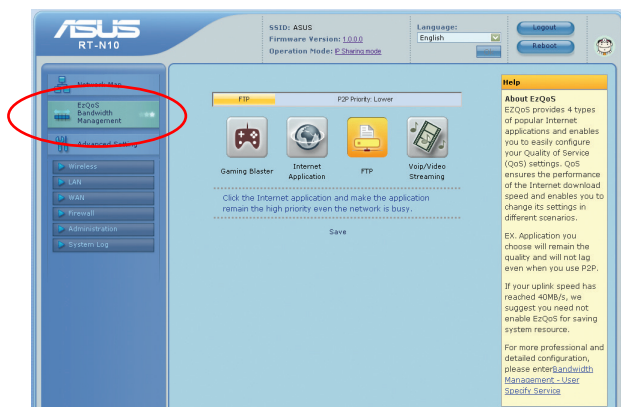 ASUS
RT-N10
SSID: ASUS
Firmware Version: 1.0.0.0
Operation Mode: IP Sharing mode
Language:
English
Logout
Reboot
Network Map
EzQoS
Bandwidth
Management
Advanced Setting
Wireless
LAN
WAN
Firewall
Administration
System Log
FTP
P2P Priority: Lower
Gaming Blaster
Internet
Application
FTP
Voip/Video
Streaming
Click the Internet application and make the application
remain the high priority even the network is busy.
Save
Help
About EzQoS
EZQoS provides 4 types
of popular Internet
applications and enables
you to easily configure
your Quality of Service
(QoS) settings. QoS
ensures the performance
of the Internet download
speed and enables you to
change its settings in
different scenarios.
EX. Application you
choose will remain the
quality and will not lag
even when you use P2P.
If your uplink speed has
reached 40MB/s, we
suggest you need not
enable EzQoS for saving
system resource.
For more professional and
detailed configuration,
please enterBandwidth
Management - User
Specify Service